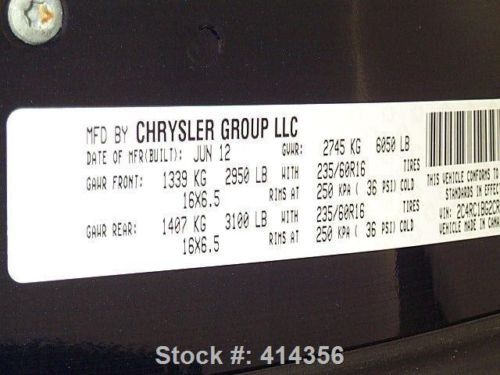 MFD BY CHRYSLER GROUP LLC
DATE OF MFR(BUILT): JUN 12 GVWR: 2745 KG 6050 LB
GAWR FRONT: 1339 KG 2950 LB WITH 235/60R16 TIRES
16X6.5 RIMS AT 250 KPA ( 36 PSI) COLD
GAWR REAR: 1407 KG 3100 LB WITH 235/60R16 TIRES
16X6.5 RIMS AT 250 KPA ( 36 PSI) COLD
THIS VEHICLE CONFORMS TO
STANDARDS IN EFFECT
VIN: 2C4RC1BG2CR
VEHICLE MADE IN CANA
Stock #: 414356